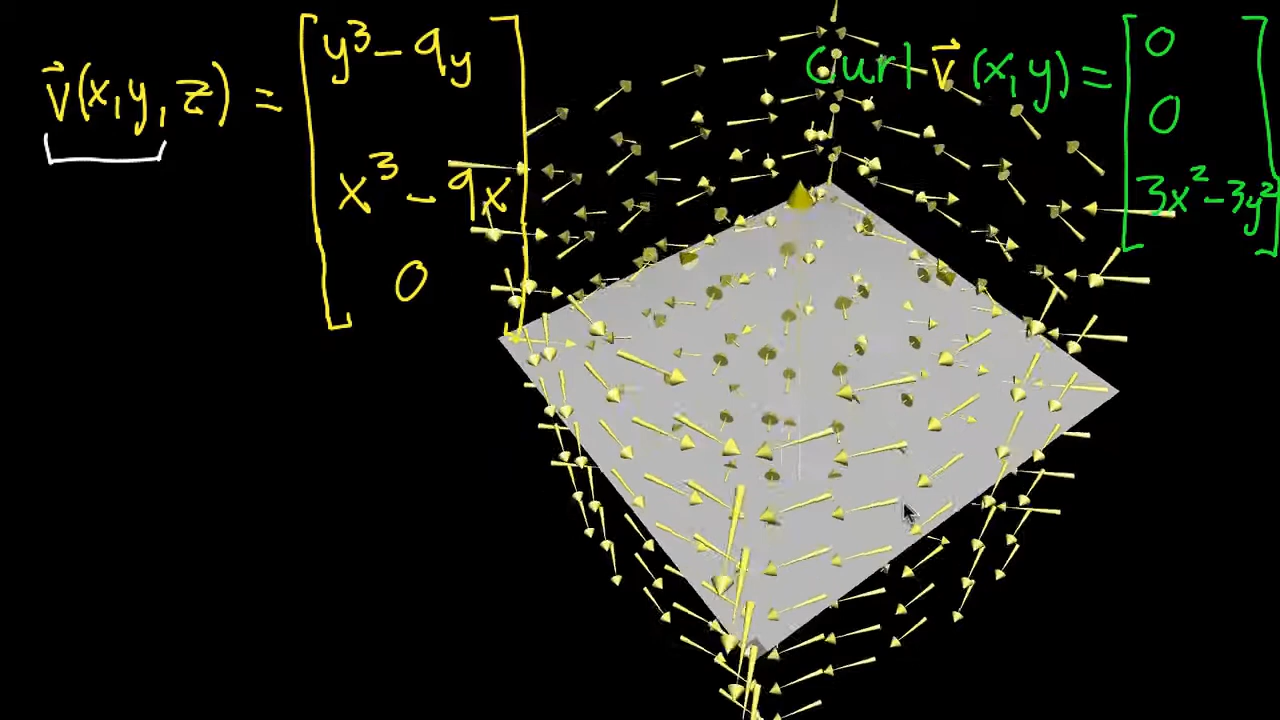 v⃗(x,y,z) = [y³ - 9y
x³ - 9x
0]
Curl v⃗ (x,y) = [0
0
3x² - 3y²]